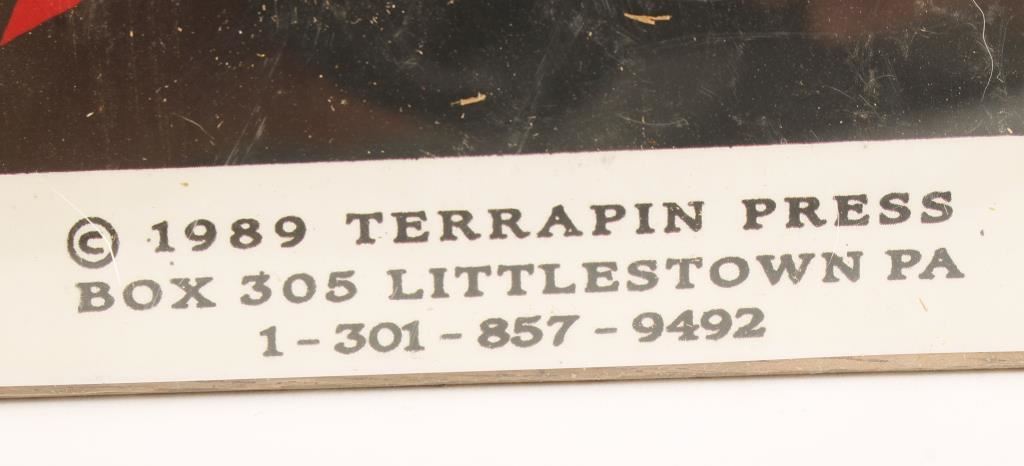 © 1989 TERRAPIN PRESS
BOX 305 LITTLESTOWN PA
1-301-857-9492